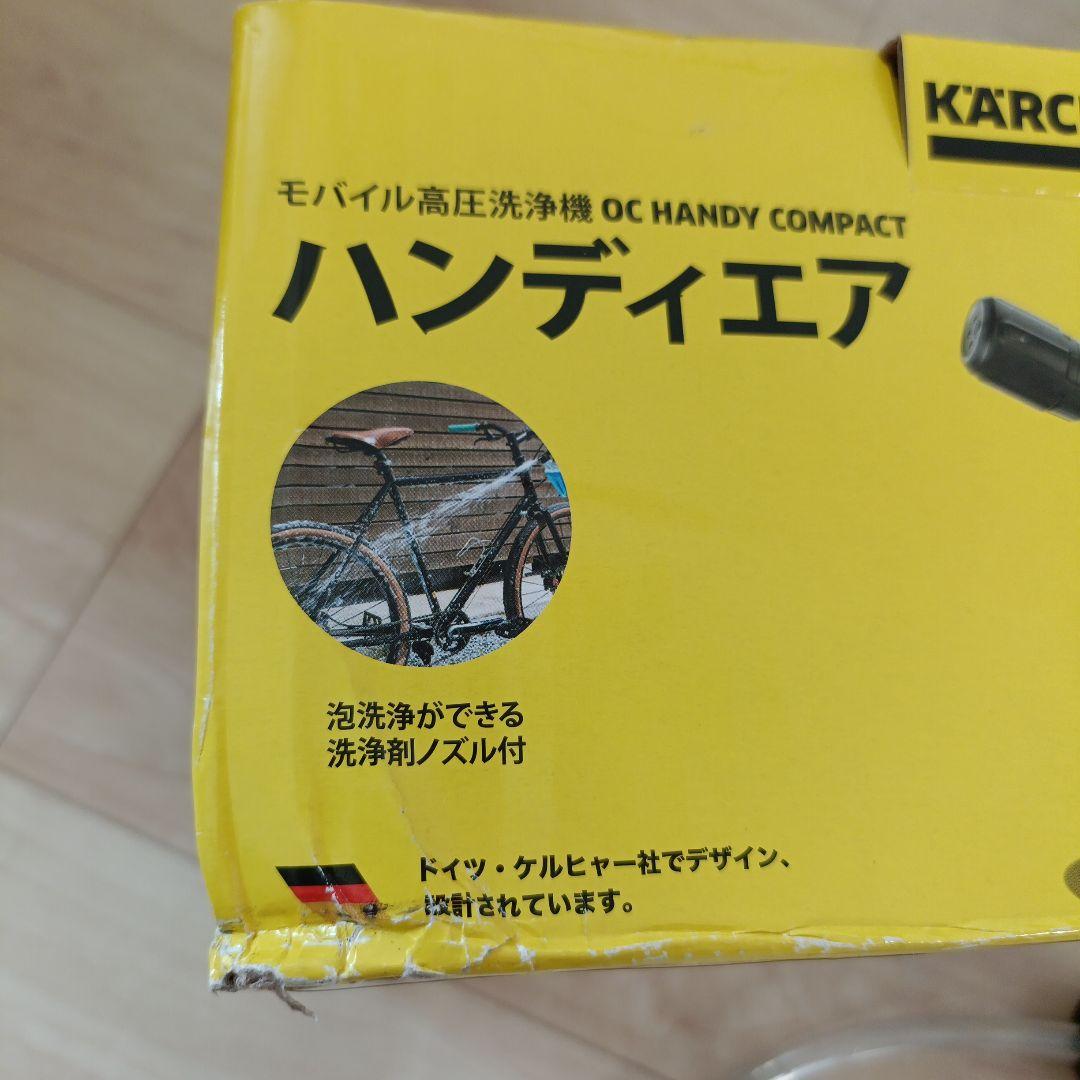 KÄRC
モバイル高圧洗浄機 OC HANDY COMPACT
ハンディエア
泡洗浄ができる
洗浄剤ノズル付
ドイツ・ケルヒャー社でデザイン、
設計されています。